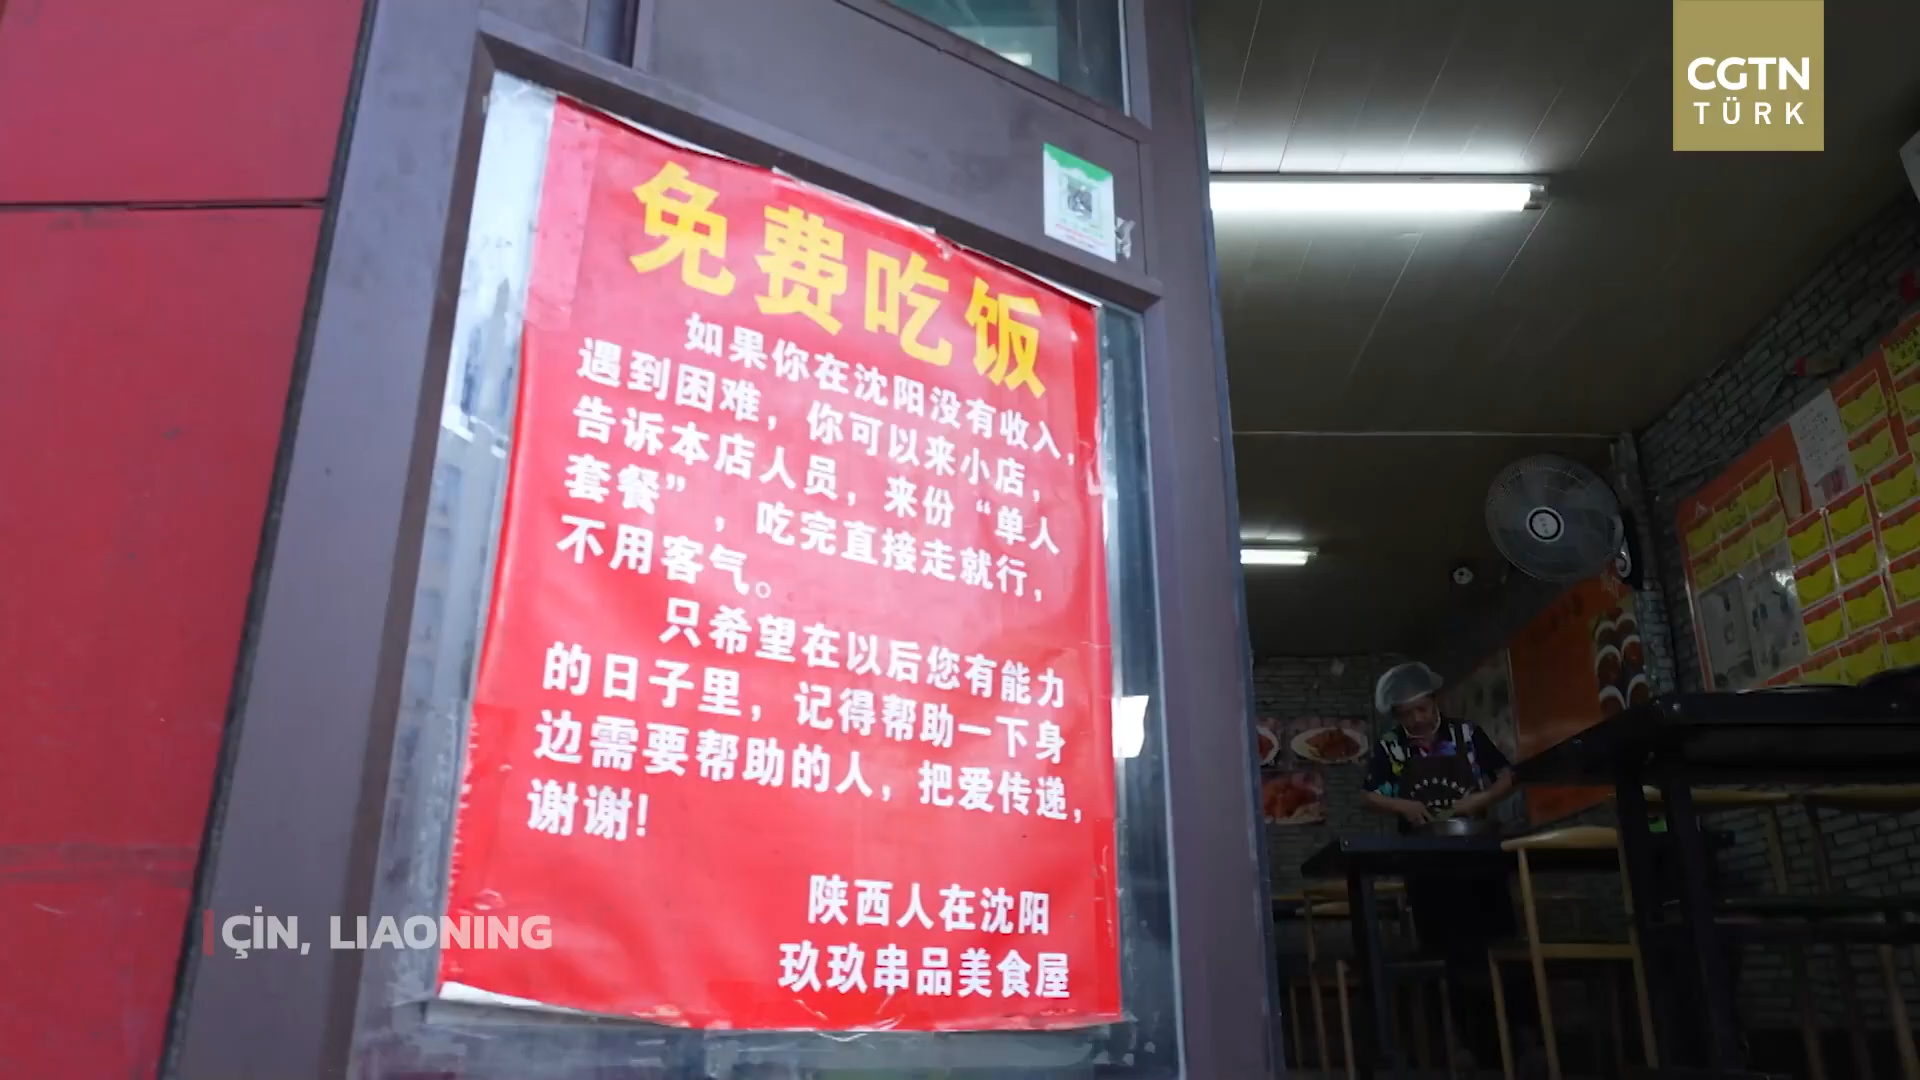 CGTN
TÜRK
免费吃饭
如果你在沈阳没有收入，
遇到困难，你可以来小店，
告诉本店人员，来份“单人
套餐”，吃完直接走就行，
不用客气。
只希望在以后您有能力
的日子里，记得帮助一下身
边需要帮助的人，把爱传递，
谢谢！
陕西人在沈阳
玖玖串品美食屋
ÇİN, LIAONING